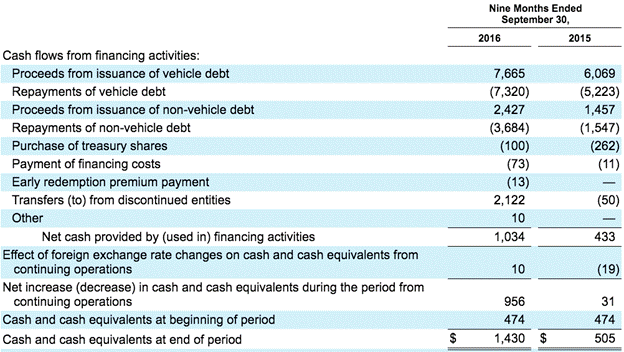 Nine Months Ended
September 30,
2016 2015
Cash flows from financing activities:
Proceeds from issuance of vehicle debt 7,665 6,069
Repayments of vehicle debt (7,320) (5,223)
Proceeds from issuance of non-vehicle debt 2,427 1,457
Repayments of non-vehicle debt (3,684) (1,547)
Purchase of treasury shares (100) (262)
Payment of financing costs (73) (11)
Early redemption premium payment (13) —
Transfers (to) from discontinued entities 2,122 (50)
Other 10 —
Net cash provided by (used in) financing activities 1,034 433
Effect of foreign exchange rate changes on cash and cash equivalents from
continuing operations 10 (19)
Net increase (decrease) in cash and cash equivalents during the period from
continuing operations 956 31
Cash and cash equivalents at beginning of period 474 474
Cash and cash equivalents at end of period $ 1,430 $ 505